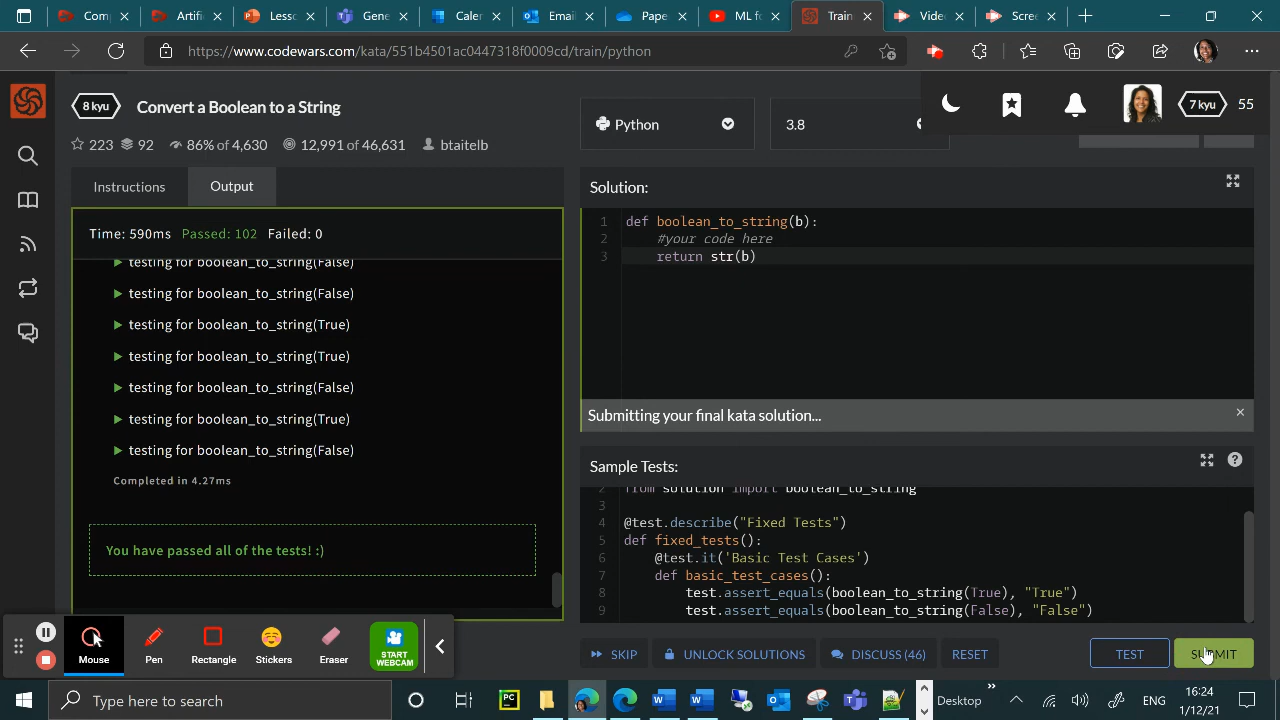 Comp
Artific
Lesso
Gene
Caler
Email
Pape
ML fo
Train
Video
Scree
https://www.codewars.com/kata/551b4501ac0447318f0009cd/train/python
8 kyu
Convert a Boolean to a String
Python
3.8
7 kyu
55
223
92
86% of 4,630
12,991 of 46,631
btaitelb
Instructions
Output
Solution:
Time: 590ms Passed: 102 Failed: 0
testing for boolean_to_string(False)
testing for boolean_to_string(False)
testing for boolean_to_string(True)
testing for boolean_to_string(True)
testing for boolean_to_string(False)
testing for boolean_to_string(True)
testing for boolean_to_string(False)
Completed in 4.27ms
You have passed all of the tests! :)
1 def boolean_to_string(b):
2 #your code here
3 return str(b)
Submitting your final kata solution...
Sample Tests:
2 from solution import boolean_to_string
3
4 @test.describe("Fixed Tests")
5 def fixed_tests():
6 @test.it('Basic Test Cases')
7 def basic_test_cases():
8 test.assert_equals(boolean_to_string(True), "True")
9 test.assert_equals(boolean_to_string(False), "False")
SKIP
UNLOCK SOLUTIONS
DISCUSS (46)
RESET
TEST
SUBMIT
Mouse
Pen
Rectangle
Stickers
Eraser
START
WEBCAM
Type here to search
PC
Desktop
ENG
16:24
1/12/21